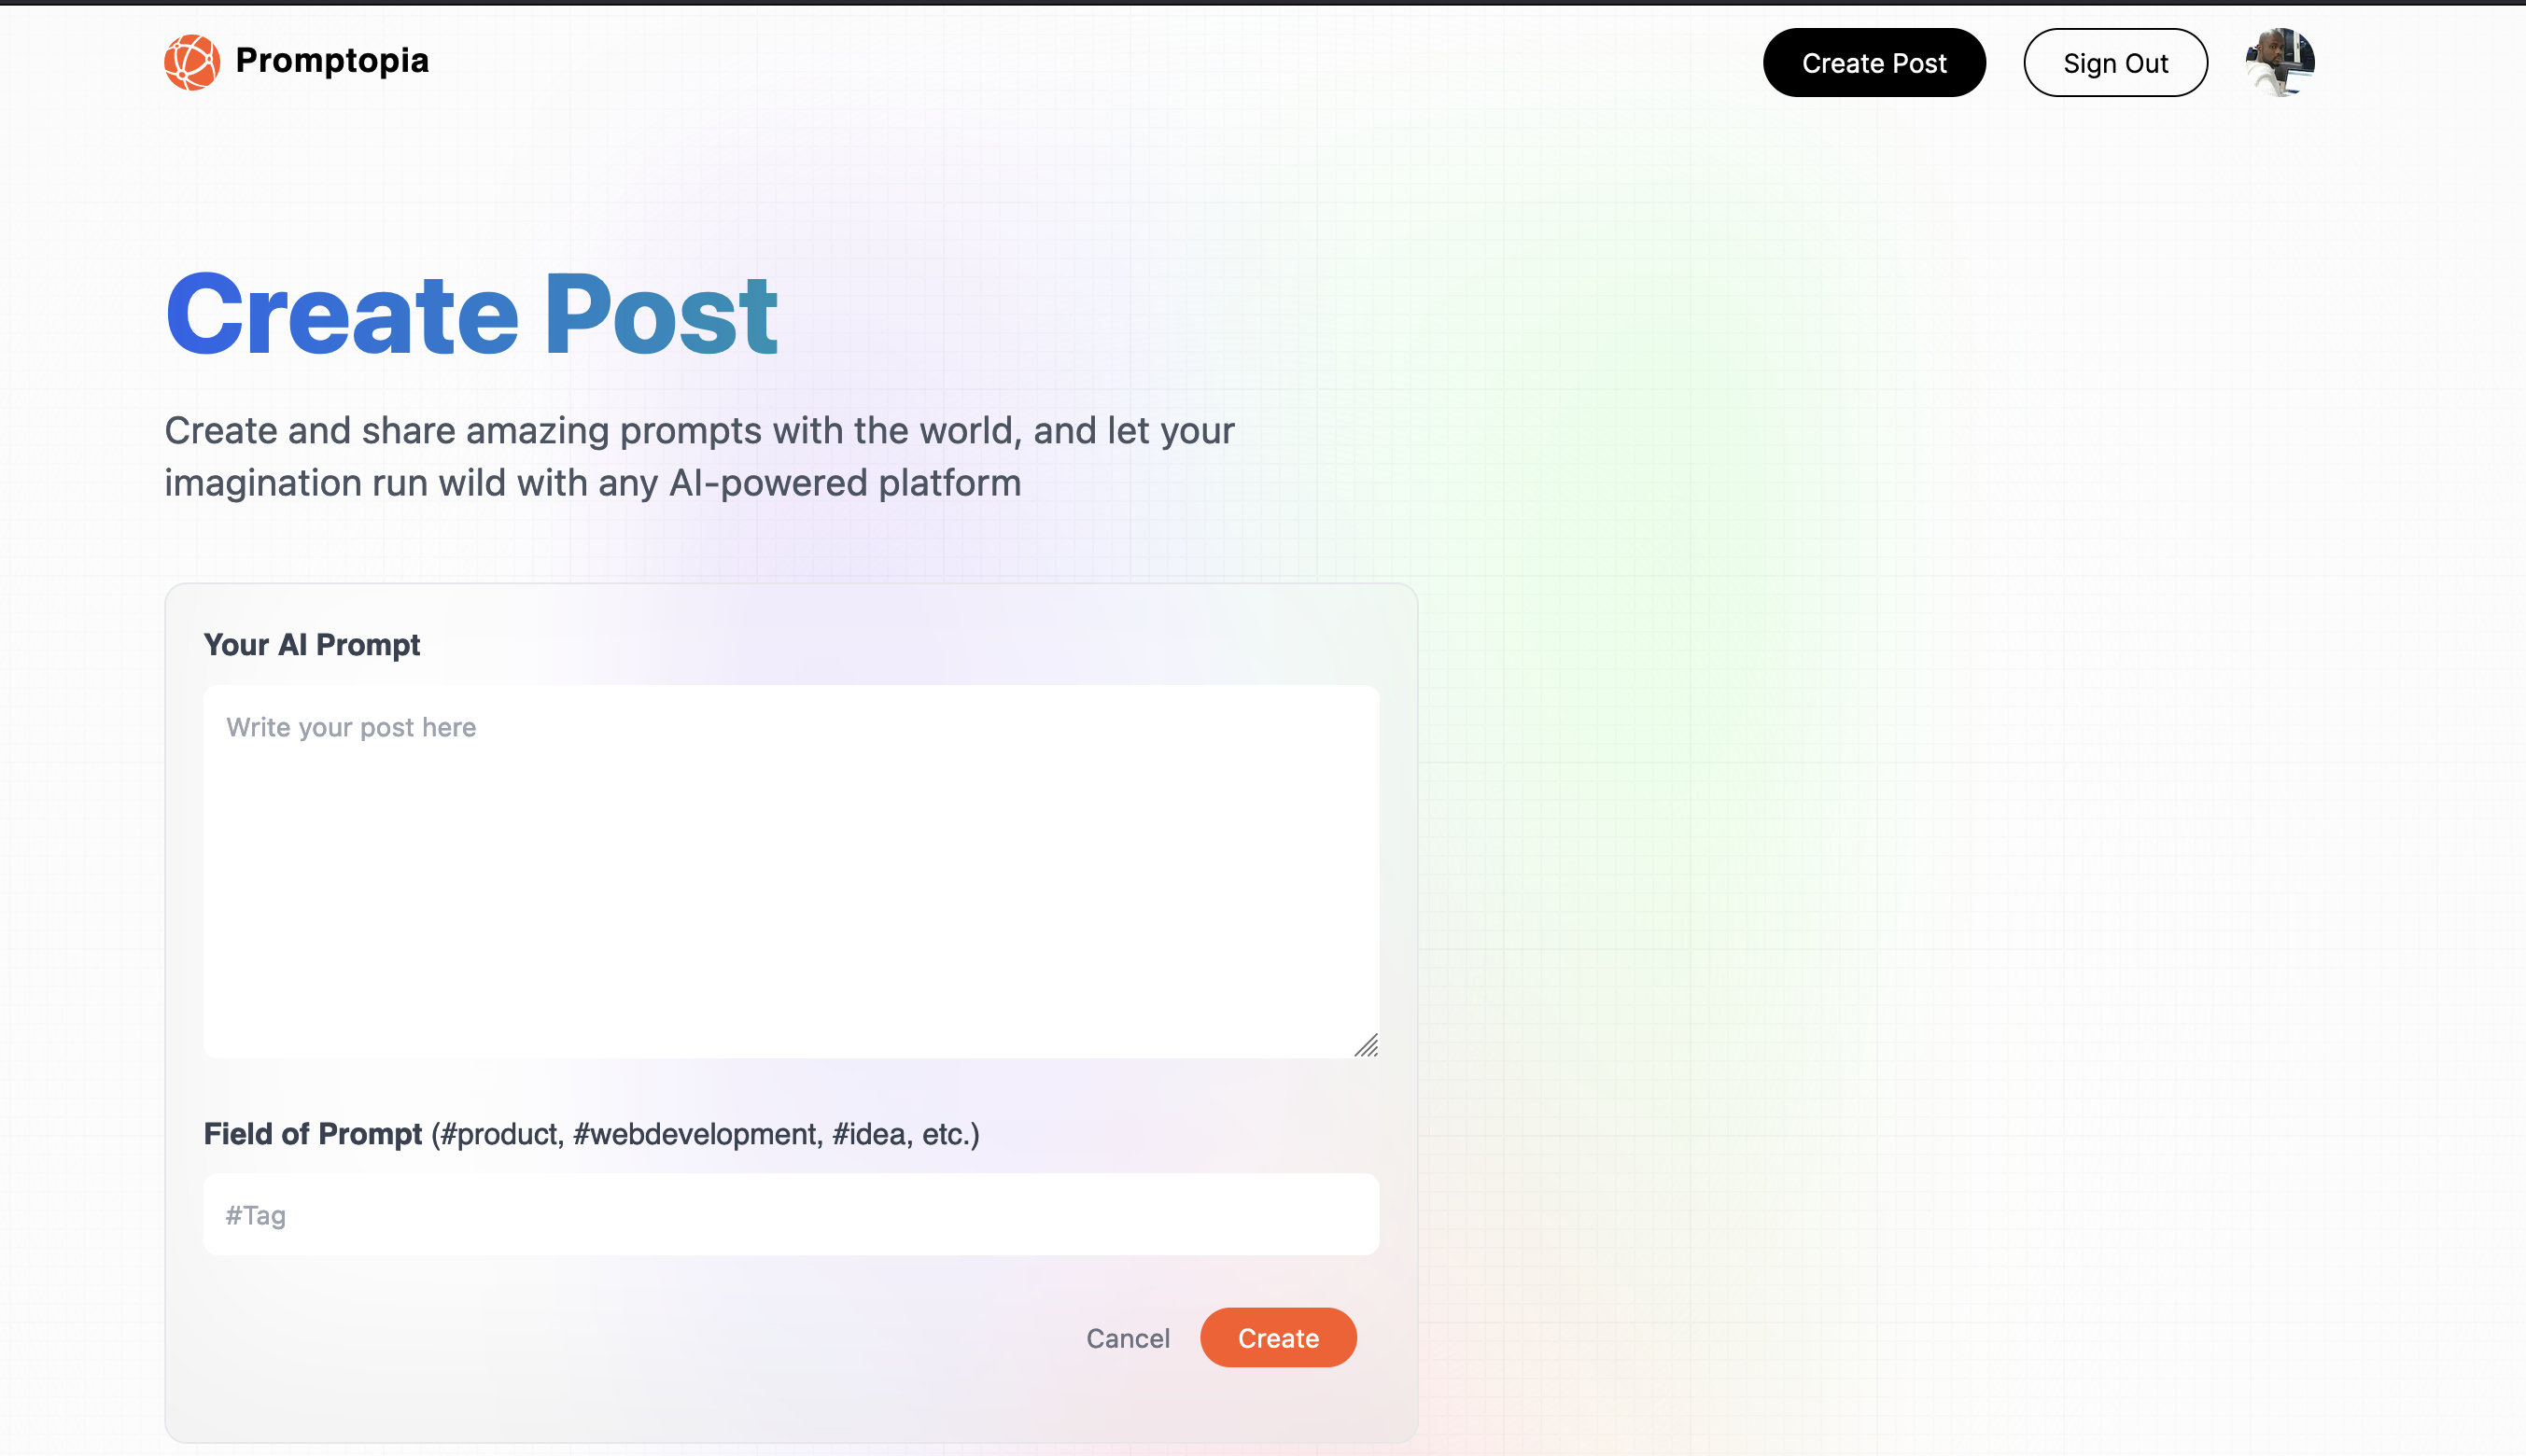 Promptopia
Create Post
Sign Out
Create Post
Create and share amazing prompts with the world, and let your
imagination run wild with any AI-powered platform
Your AI Prompt
Write your post here
Field of Prompt (#product, #webdevelopment, #idea, etc.)
#Tag
Cancel
Create